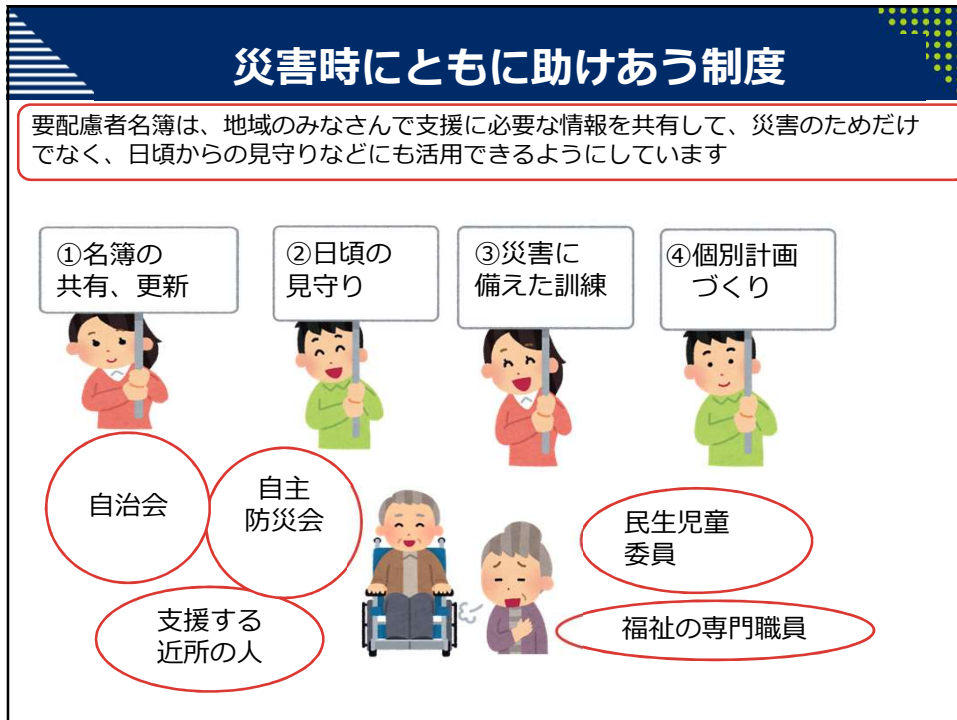 災害時にともに助けあう制度
要配慮者名簿は、地域のみなさんで支援に必要な情報を共有して、災害のためだけ
でなく、日頃からの見守りなどにも活用できるようにしています
①名簿の
共有、更新
②日頃の
見守り
③災害に
備えた訓練
④個別計画
づくり
自治会
自主
防災会
支援する
近所の人
民生児童
委員
福祉の専門職員